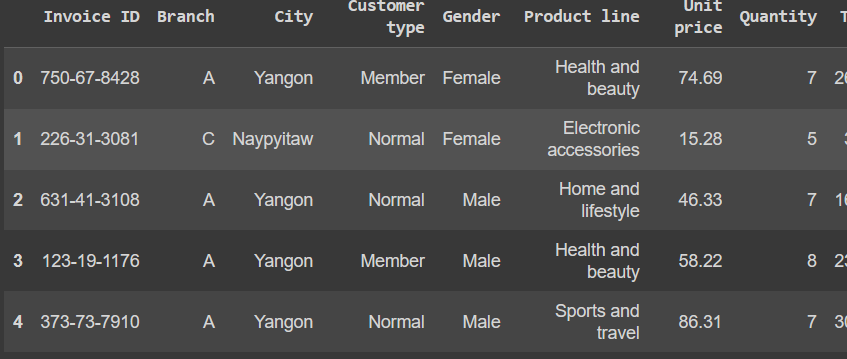 Invoice ID Branch City Customer type Gender Product line Unit price Quantity T
0 750-67-8428 A Yangon Member Female Health and beauty 74.69 7
1 226-31-3081 C Naypyitaw Normal Female Electronic accessories 15.28 5
2 631-41-3108 A Yangon Normal Male Home and lifestyle 46.33 7
3 123-19-1176 A Yangon Member Male Health and beauty 58.22 8
4 373-73-7910 A Yangon Normal Male Sports and travel 86.31 7